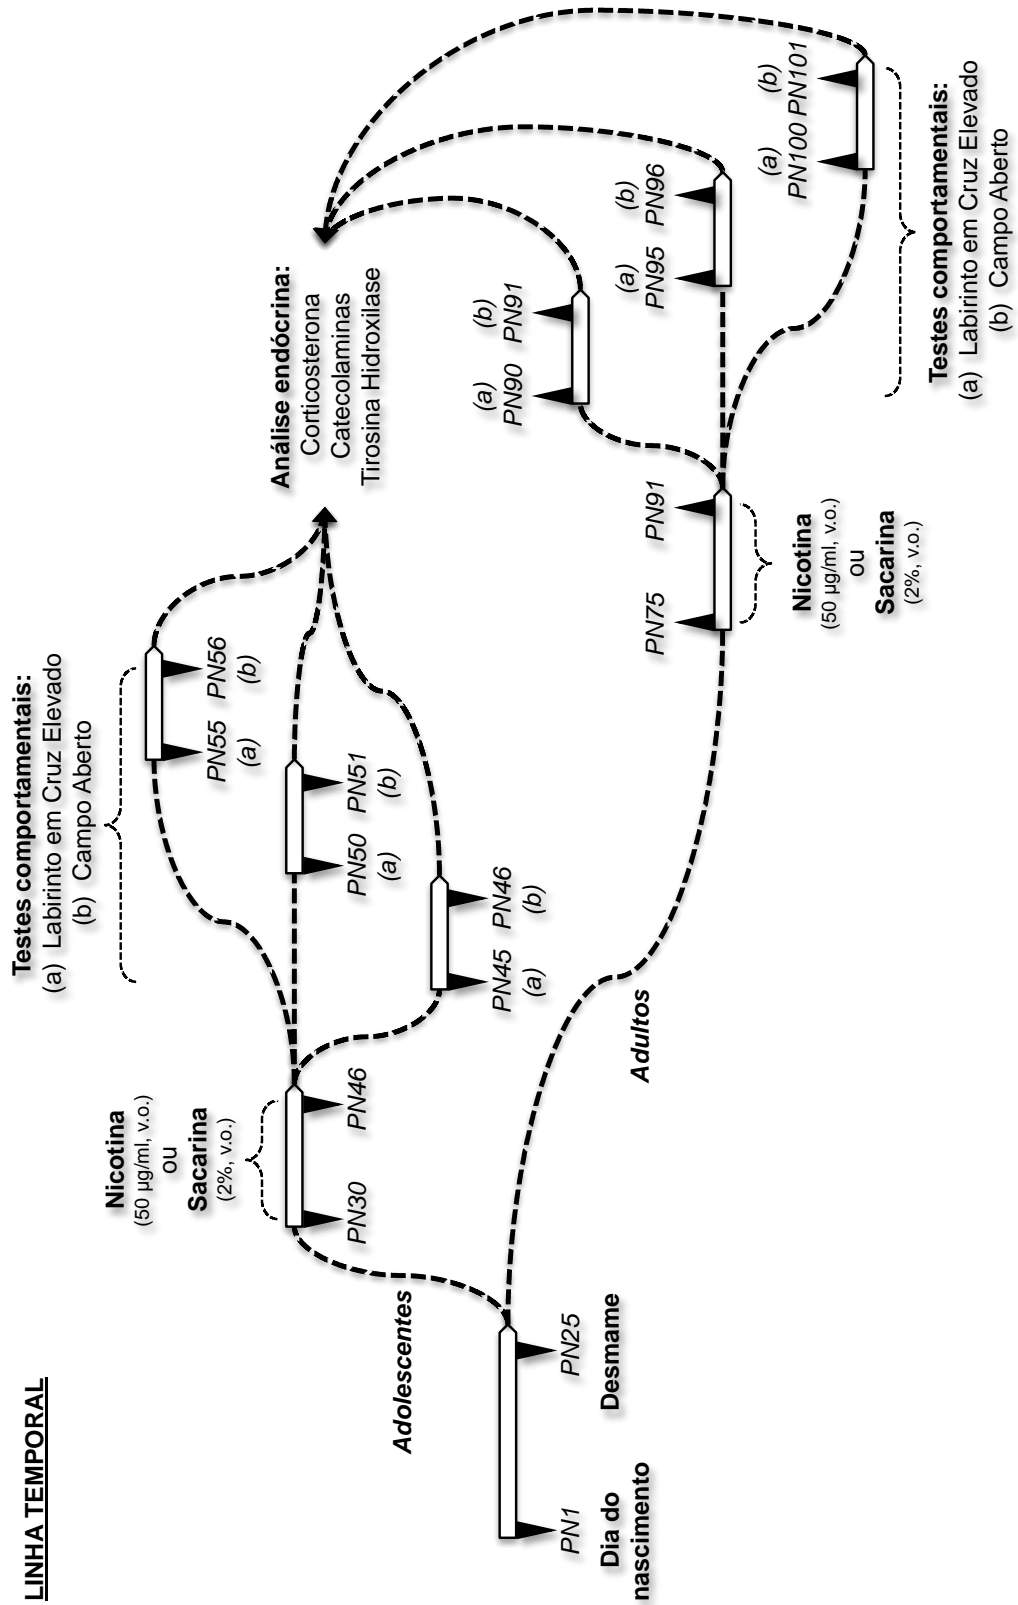 LINHA TEMPORAL
Testes comportamentais:
(a) Labirinto em Cruz Elevado
(b) Campo Aberto
Nicotina
(50 µg/ml, v.o.)
ou
Sacarina
(2%, v.o.)
PN55
(a)
PN56
(b)
PN30
PN46
PN50
(a)
PN51
(b)
PN45
(a)
PN46
(b)
Adolescentes
Análise endócrina:
Corticosterona
Catecolaminas
Tirosina Hidroxilase
PN1
Dia do
nascimento
PN25
Desmame
Adultos
(a)
PN90
(b)
PN91
(a)
PN95
(b)
PN96
(a)
PN100
(b)
PN101
PN75
PN91
Nicotina
(50 µg/ml, v.o.)
ou
Sacarina
(2%, v.o.)
Testes comportamentais:
(a) Labirinto em Cruz Elevado
(b) Campo Aberto